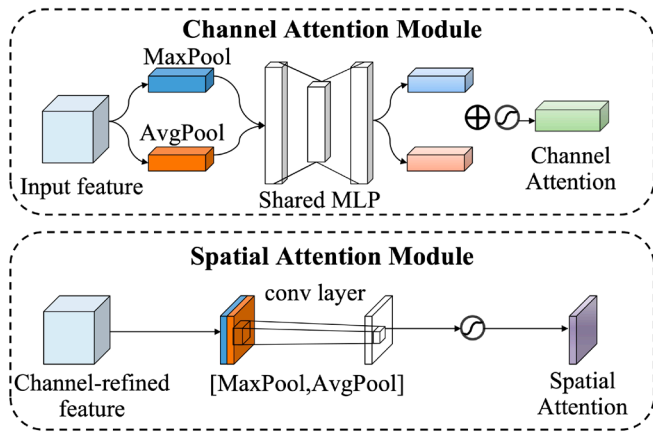 Channel Attention Module
MaxPool
AvgPool
Input feature
Shared MLP
Channel
Attention
Spatial Attention Module
conv layer
Channel-refined
feature
[MaxPool,AvgPool]
Spatial
Attention